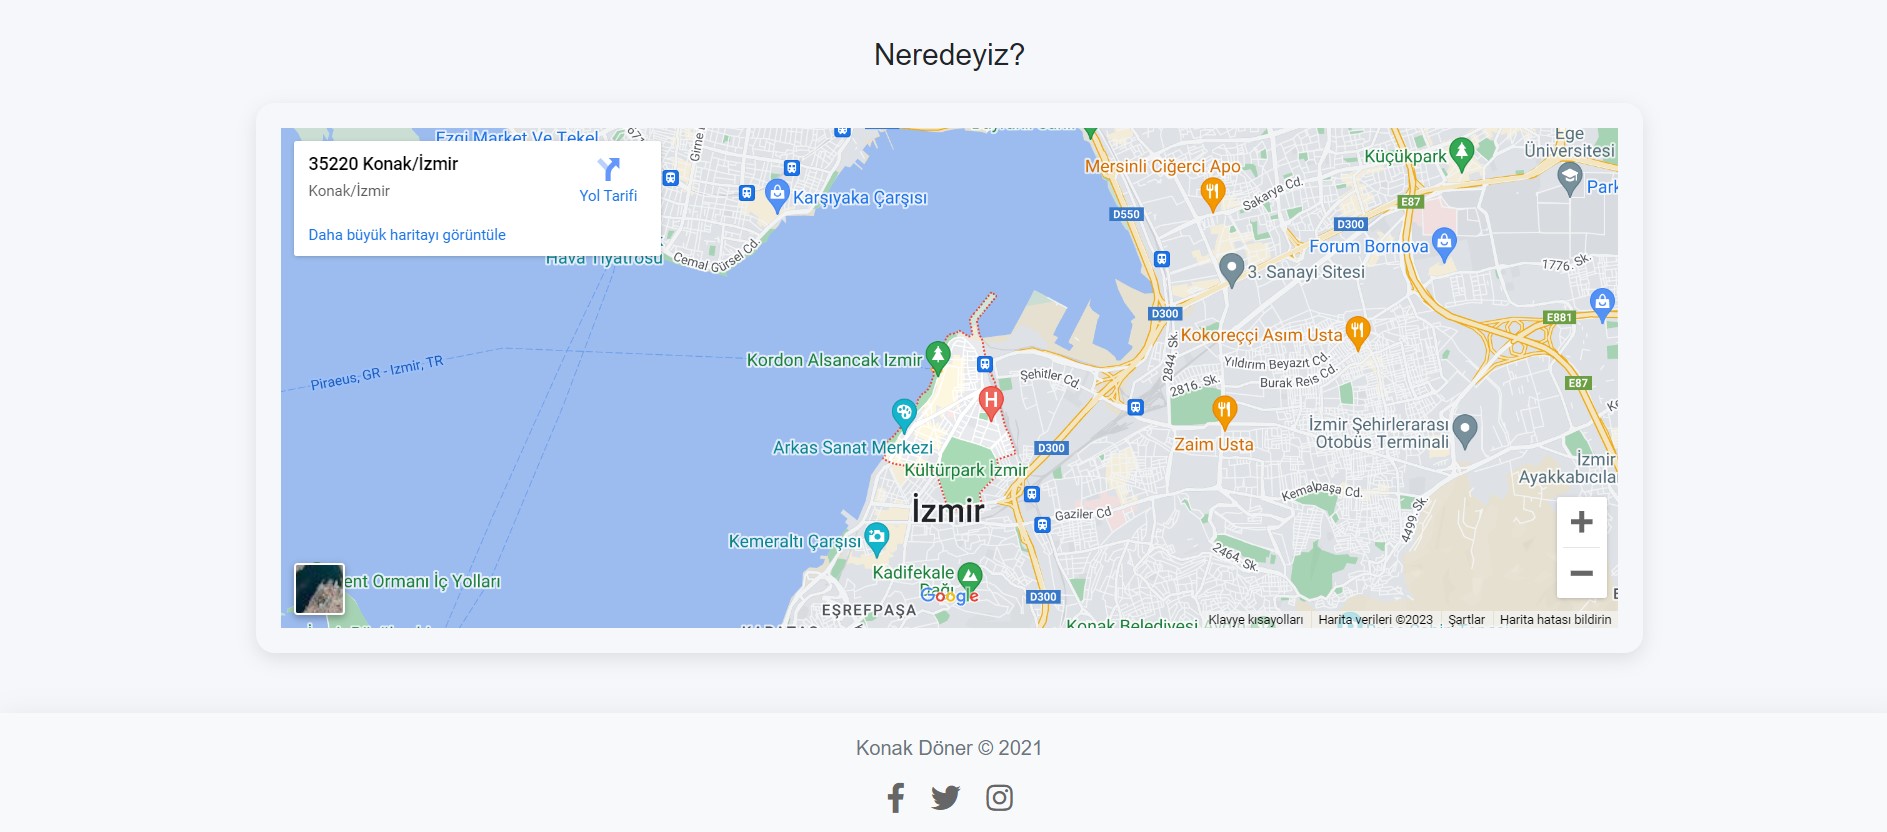 Neredeyiz?
Ezgi Market Ve Tekel
35220 Konak/İzmir
Konak/İzmir
Yol Tarifi
Daha büyük haritayı görüntüle
Hava Tiyatrosu
Karşıyaka Çarşısı
Cemal Gürsel Cd.
Mersinli Ciğerci Apo
Sakarya Cd.
Küçükpark
Ege
Üniversitesi
Park
E87
D550
D300
Forum Bornova
3. Sanayi Sitesi
1776. Sk.
D300
E881
Kokoreççi Asım Usta
2844. Sk.
Yıldırım Beyazıt Cd.
Burak Reis Cd.
Kordon Alsancak Izmir
Piraeus, GR - Izmir, TR
Şehitler Cd.
2816. Sk.
E87
H
Arkas Sanat Merkezi
Zaim Usta
İzmir Şehirlerarası
Otobüs Terminali
D300
Kültürpark İzmir
İzmir
Ayakkabıcıla
İzmir
Gaziler Cd
Kemalpaşa Cd.
4499. Sk.
Kemeraltı Çarşısı
2464. Sk.
Kadifekale
Dağı
Google
ent Ormanı İç Yolları
D300
EŞREFPAŞA
Konak Belediyesi
Klavye kısayolları
Harita verileri ©2023
Şartlar
Harita hatası bildirin
Konak Döner © 2021